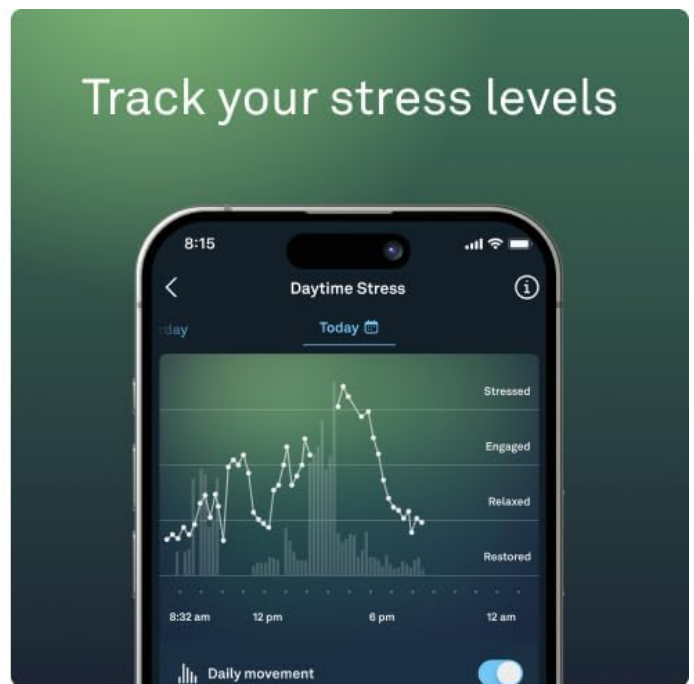 Track your stress levels
8:15
Daytime Stress
rday
Today
Stressed
Engaged
Relaxed
Restored
8:32 am 12 pm 6 pm 12 am
Daily movement